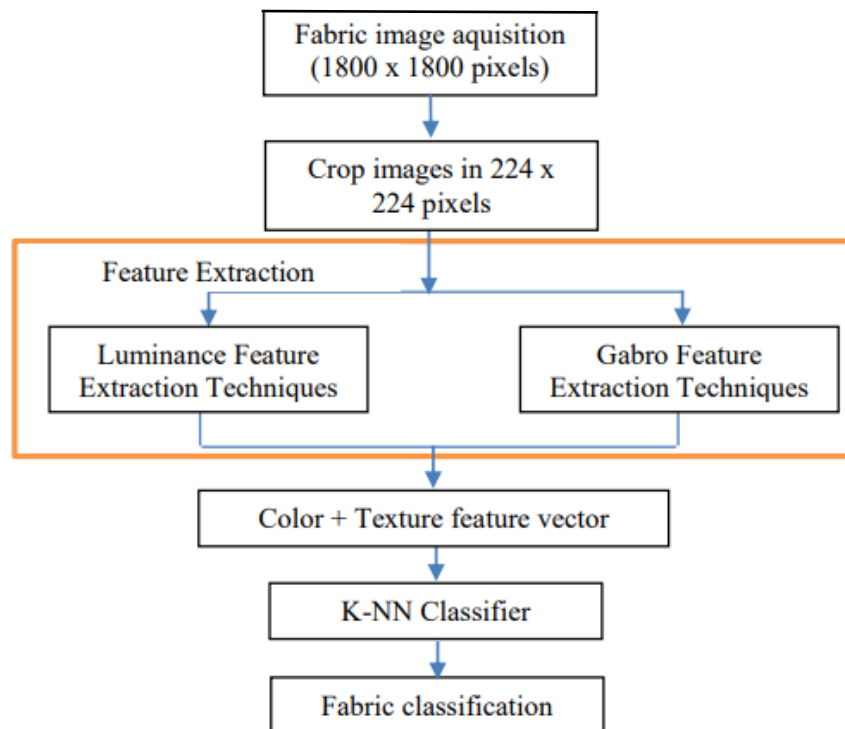 Fabric image aquisition
(1800 x 1800 pixels)
Crop images in 224 x
224 pixels
Feature Extraction
Luminance Feature
Extraction Techniques
Gabro Feature
Extraction Techniques
Color + Texture feature vector
K-NN Classifier
Fabric classification